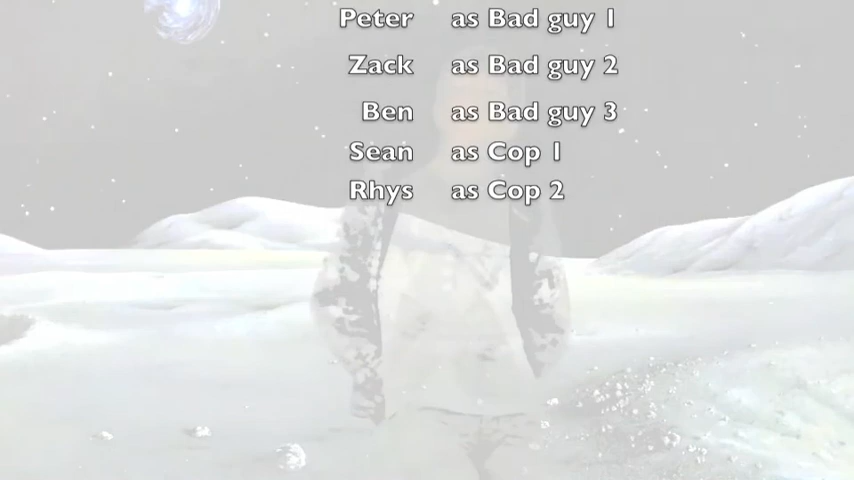 Peter as Bad guy 1
Zack as Bad guy 2
Ben as Bad guy 3
Sean as Cop 1
Rhys as Cop 2